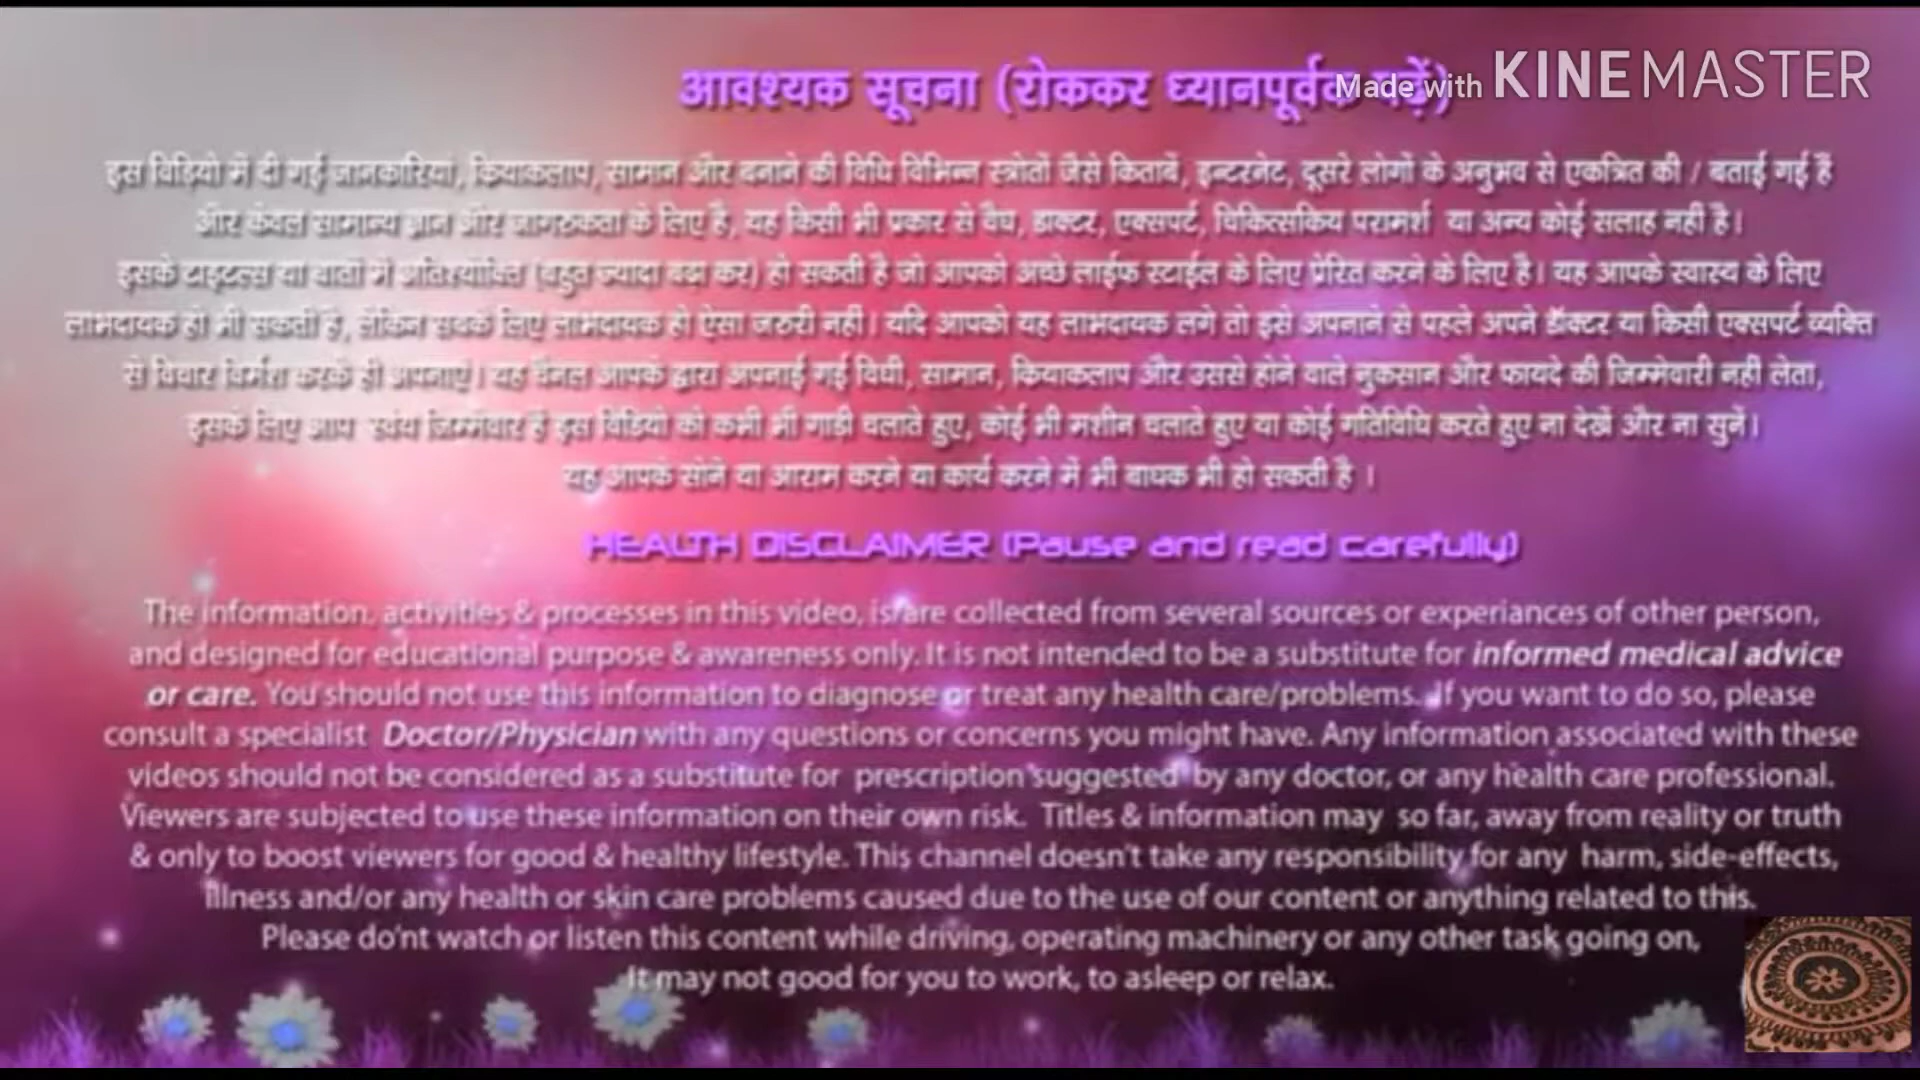 आवश्यक सूचना (रोककर ध्यानपूर्वक पढ़ें)
Made with KINEMASTER
इस विडियो में दी गई जानकारियां, कियाकलाप, सामान और बनाने की विधि विभिन्न स्त्रोतों जैसे किताबें, इन्टरनेट, दूसरे लोगों के अनुभव से एकत्रित की / बताई गई है
और केवल सामान्य ज्ञान और जागरुकता के लिए है, यह किसी भी प्रकार से वैध, डाक्टर, एक्सपर्ट, चिकित्सकिय परामर्श या अन्य कोई सलाह नही है।
इसके टाइटल्स या बातों में अतिश्योक्ति (बहुत ज्यादा बढा कर) हो सकती है जो आपको अच्छे लाईफ स्टाईल के लिए प्रेरित करने के लिए है। यह आपके स्वास्थ के लिए
लाभदायक हो भी सकती है, लेकिन सबके लिए लाभदायक हो ऐसा जरुरी नही। यदि आपको यह लाभदायक लगे तो इसे अपनाने से पहले अपने डॅाक्टर या किसी एक्सपर्ट व्यक्ति
से विचार विर्मश करके ही अपनाएं। यह चैनल आपके द्वारा अपनाई गई विधी, सामान, कियाकलाप और उससे होने वाले नुकसान और फायदे की जिम्मेवारी नही लेता,
इसके लिए आप स्वंय जिम्मेवार है इस विडियो को कभी भी गाड़ी चलाते हुए, कोई भी मशीन चलाते हुए या कोई गतिविधि करते हुए ना देखें और ना सुनें।
यह आपके सोने या आराम करने या कार्य करने में भी बाधक भी हो सकती है ।
HEALTH DISCLAIMER (Pause and read carefully)
The information, activities & processes in this video, is/are collected from several sources or experiances of other person,
and designed for educational purpose & awareness only. It is not intended to be a substitute for informed medical advice
or care. You should not use this information to diagnose or treat any health care/problems. If you want to do so, please
consult a specialist Doctor/Physician with any questions or concerns you might have. Any information associated with these
videos should not be considered as a substitute for prescription suggested by any doctor, or any health care professional.
Viewers are subjected to use these information on their own risk. Titles & information may so far, away from reality or truth
& only to boost viewers for good & healthy lifestyle. This channel doesn't take any responsibility for any harm, side-effects,
illness and/or any health or skin care problems caused due to the use of our content or anything related to this.
Please do'nt watch or listen this content while driving, operating machinery or any other task going on,
It may not good for you to work, to asleep or relax.